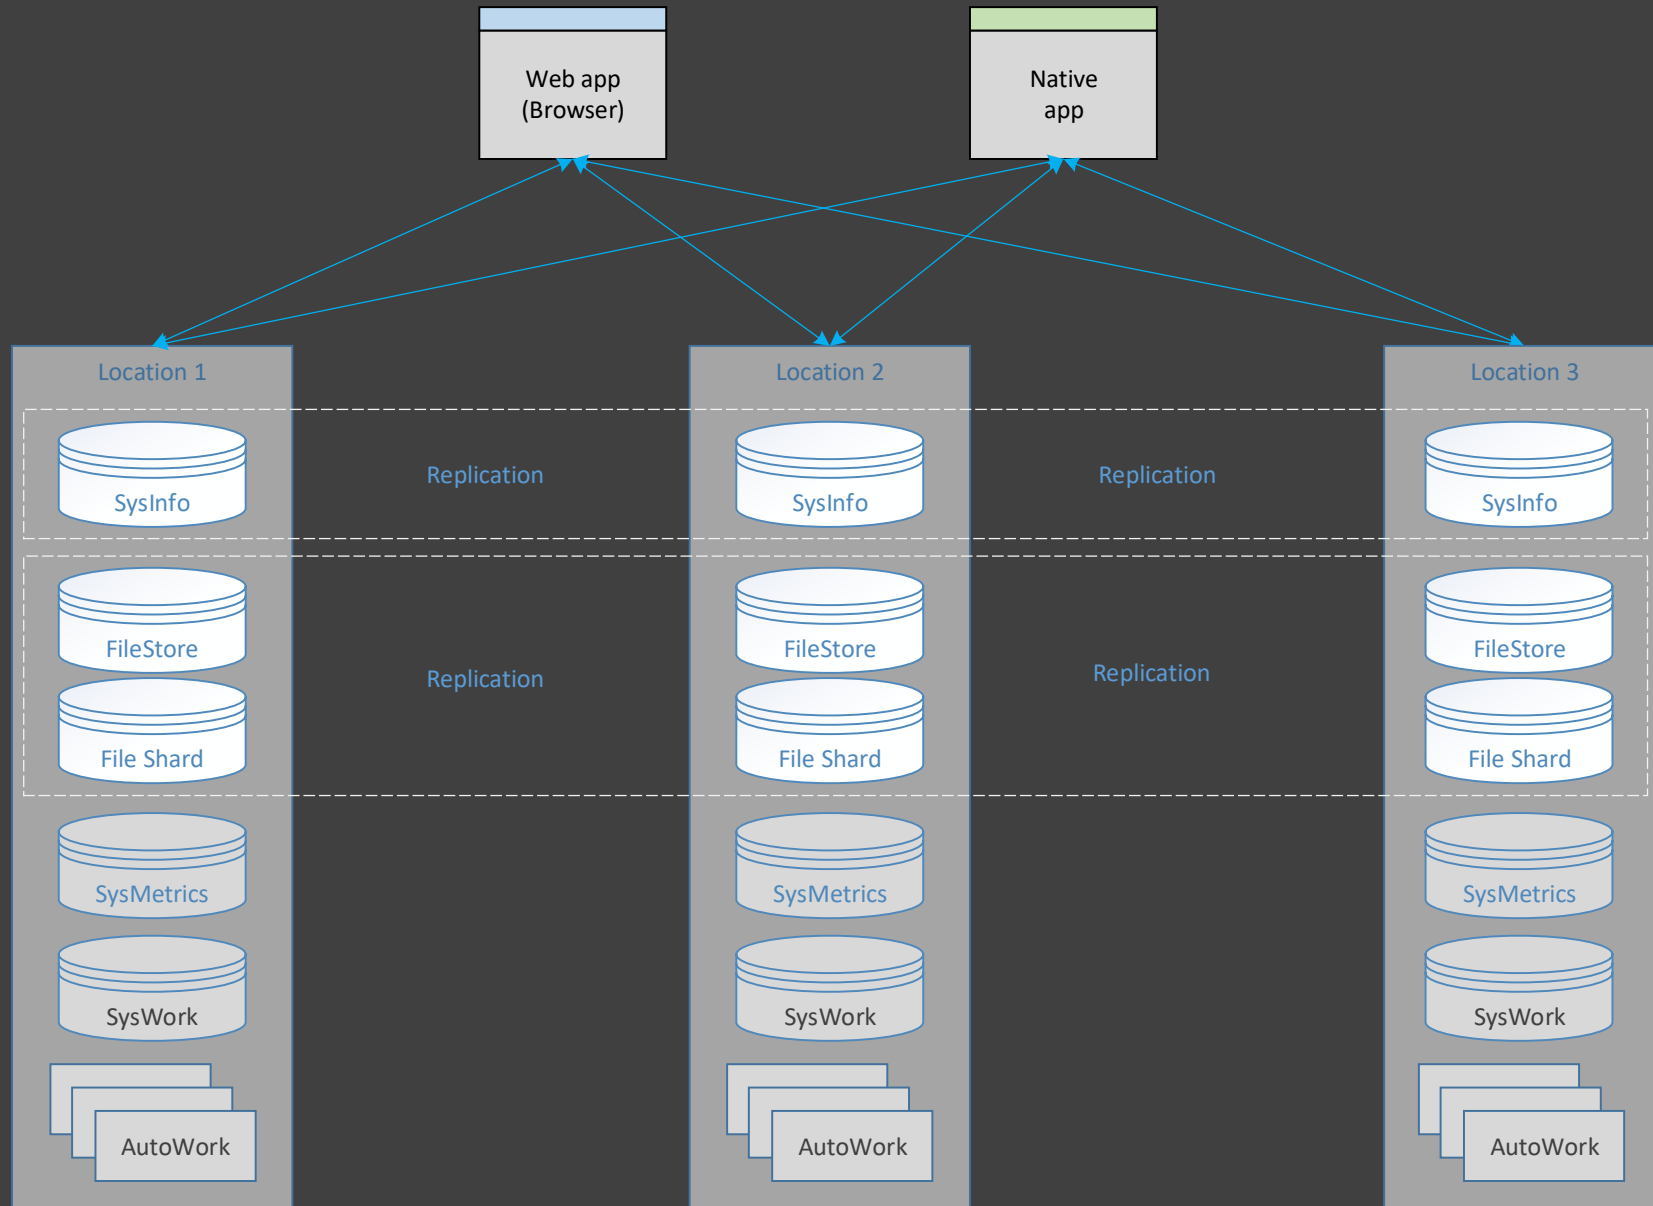 Web app
(Browser)
Native
app
Location 1
Location 2
Location 3
SysInfo
Replication
SysInfo
Replication
SysInfo
FileStore
FileStore
FileStore
Replication
Replication
File Shard
File Shard
File Shard
SysMetrics
SysMetrics
SysMetrics
SysWork
SysWork
SysWork
AutoWork
AutoWork
AutoWork